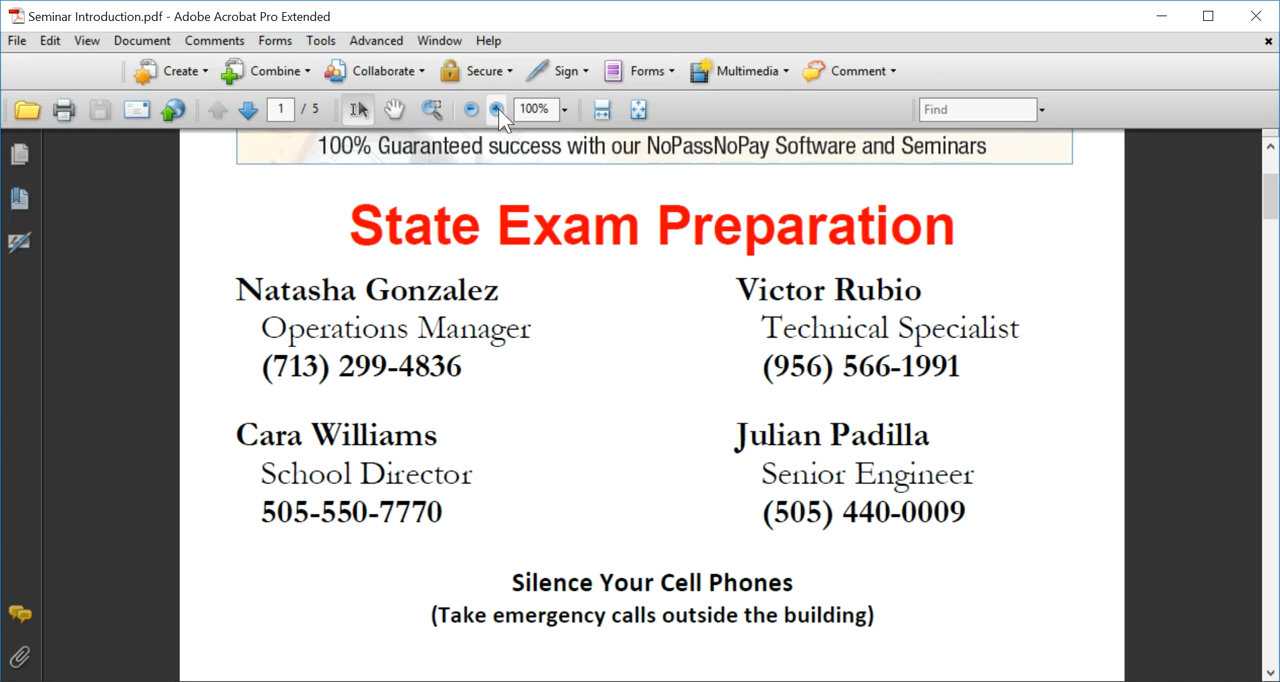 Seminar Introduction.pdf - Adobe Acrobat Pro Extended
File Edit View Document Comments Forms Tools Advanced Window Help
Create Combine Collaborate Secure Sign Forms Multimedia Comment
1 / 5 100% Find
100% Guaranteed success with our NoPassNoPay Software and Seminars
State Exam Preparation
Natasha Gonzalez
Operations Manager
(713) 299-4836
Victor Rubio
Technical Specialist
(956) 566-1991
Cara Williams
School Director
505-550-7770
Julian Padilla
Senior Engineer
(505) 440-0009
Silence Your Cell Phones
(Take emergency calls outside the building)